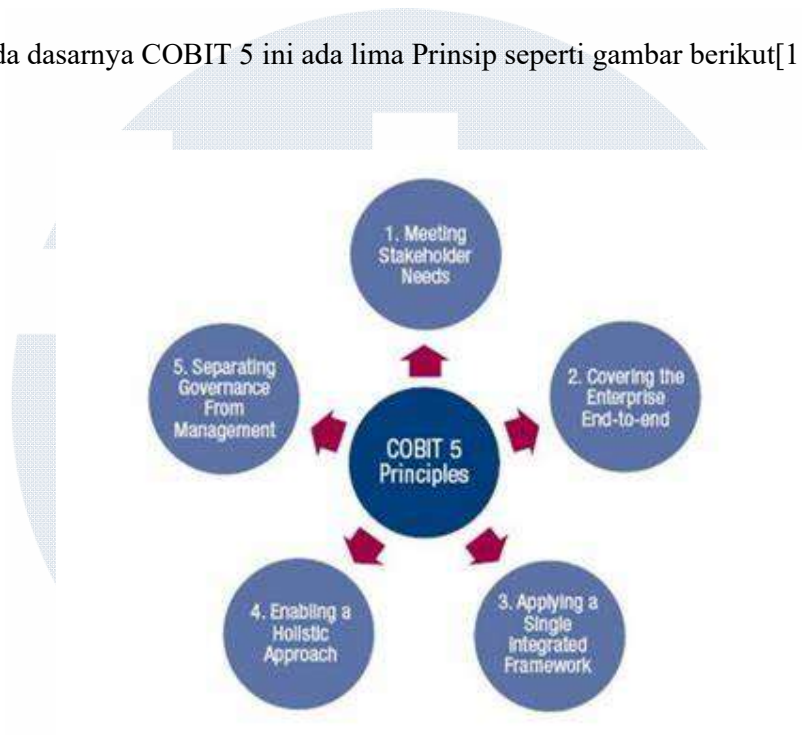 da dasarnya COBIT 5 ini ada lima Prinsip seperti gambar berikut[1
1. Meeting
Stakeholder
Needs
2. Covering the
Enterprise
End-to-end
3. Applying a
Single
Integrated
Framework
4. Enabling a
Holistic
Approach
5. Separating
Governance
From
Management
COBIT 5
Principles